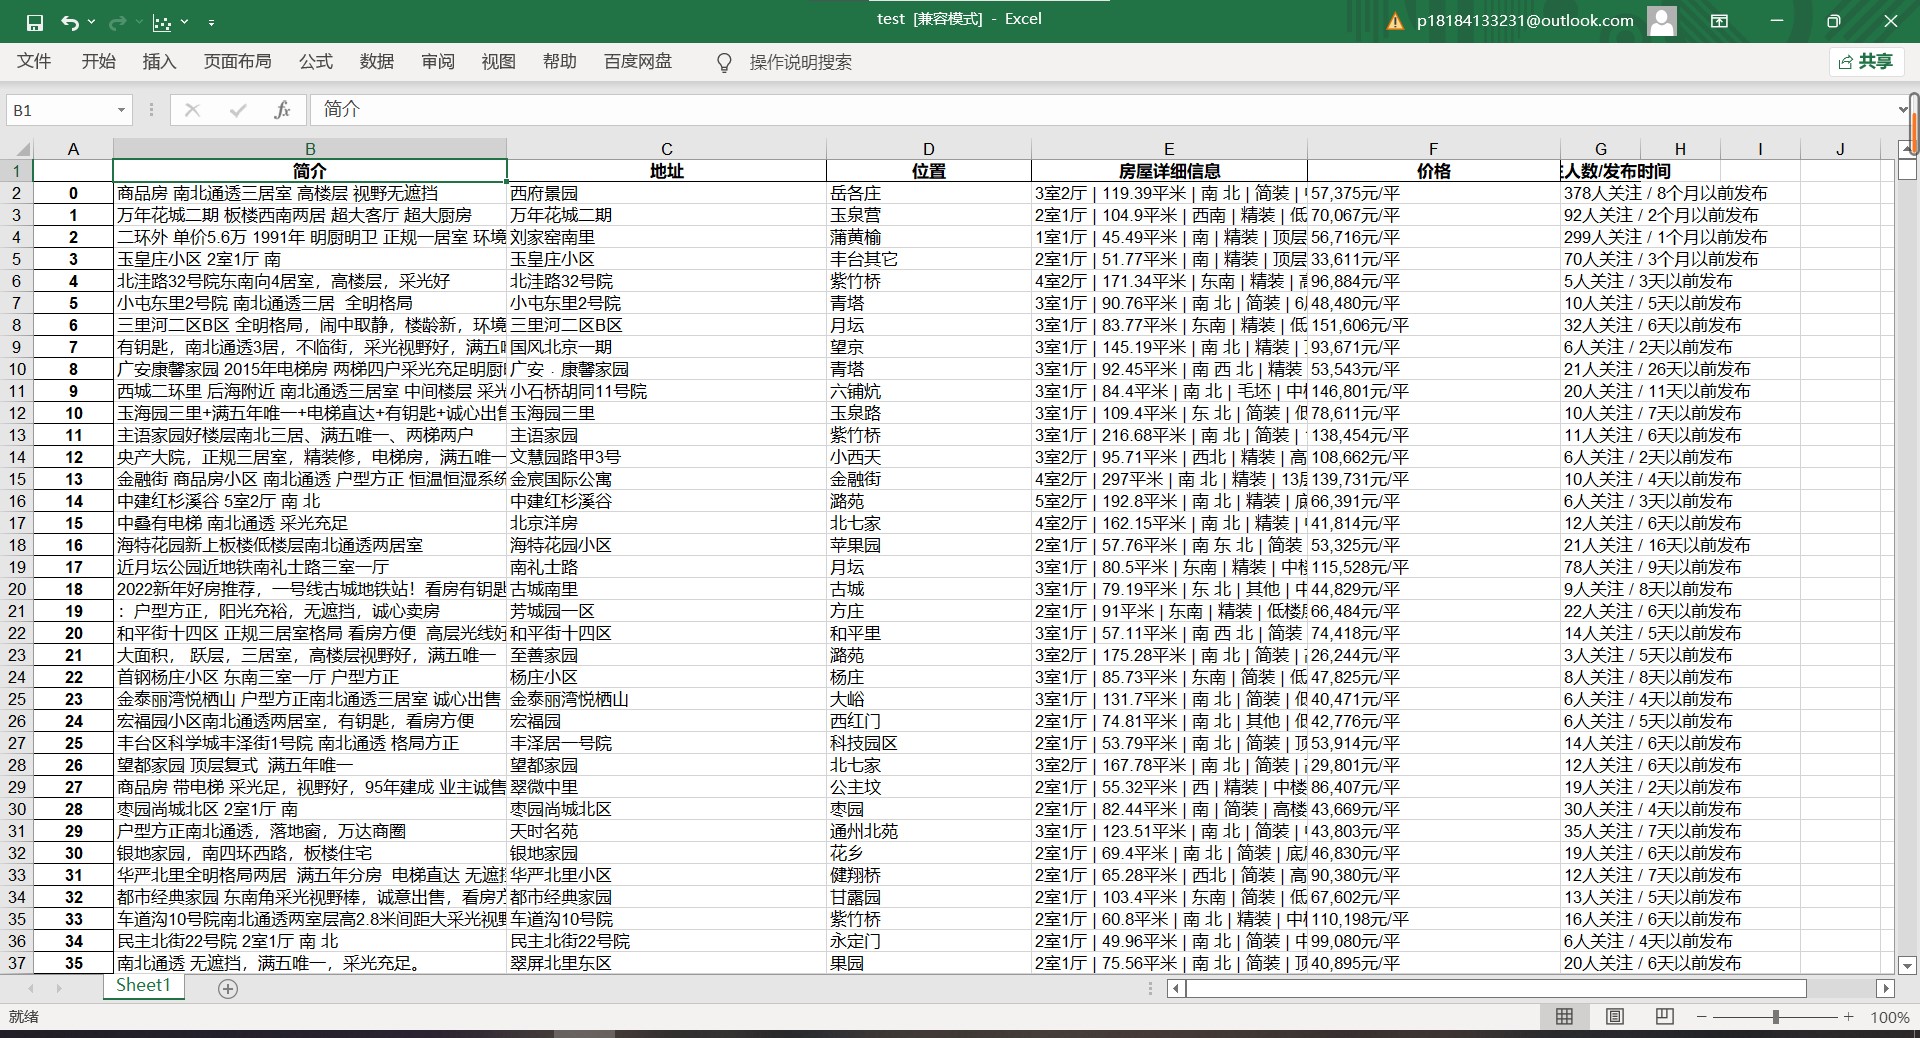 test [兼容模式] - Excel
p18184133231@outlook.com
文件 开始 插入 页面布局 公式 数据 审阅 视图 帮助 百度网盘 操作说明搜索 共享
B1 fx 简介
A B C D E F G H I J
1 简介 地址 位置 房屋详细信息 价格 人数/发布时间
2 0 商品房 南北通透三居室 高楼层 视野无遮挡 西府景园 岳各庄 3室2厅 | 119.39平米 | 南 北 | 简装 | 57,375元/平 378人关注 / 8个月以前发布
3 1 万年花城二期 板楼西南两居 超大客厅 超大厨房 万年花城二期 玉泉营 2室1厅 | 104.9平米 | 西南 | 精装 | 低 70,067元/平 92人关注 / 2个月以前发布
4 2 二环外 单价5.6万 1991年 明厨明卫 正规一居室 环境 刘家窑南里 蒲黄榆 1室1厅 | 45.49平米 | 南 | 精装 | 顶层 56,716元/平 299人关注 / 1个月以前发布
5 3 玉皇庄小区 2室1厅 南 玉皇庄小区 丰台其它 2室1厅 | 51.77平米 | 南 | 精装 | 顶层 33,611元/平 70人关注 / 3个月以前发布
6 4 北洼路32号院东南向4居室，高楼层，采光好 北洼路32号院 紫竹桥 4室2厅 | 171.34平米 | 东南 | 精装 | 高 96,884元/平 5人关注 / 3天以前发布
7 5 小屯东里2号院 南北通透三居 全明格局 小屯东里2号院 青塔 3室1厅 | 90.76平米 | 南 北 | 简装 | 6 48,480元/平 10人关注 / 5天以前发布
8 6 三里河二区B区 全明格局，闹中取静，楼龄新，环境 三里河二区B区 月坛 3室1厅 | 83.77平米 | 东南 | 精装 | 低 151,606元/平 32人关注 / 6天以前发布
9 7 有钥匙，南北通透3居，不临街，采光视野好，满五 国风北京一期 望京 3室1厅 | 145.19平米 | 南 北 | 精装 | 93,671元/平 6人关注 / 2天以前发布
10 8 广安康馨家园 2015年电梯房 两梯四户采光充足明厨 广安﹒康馨家园 青塔 3室1厅 | 92.45平米 | 南 西 北 | 精装 53,543元/平 21人关注 / 26天以前发布
11 9 西城二环里 后海附近 南北通透三居室 中间楼层 采光 小石桥胡同11号院 六铺炕 3室1厅 | 84.4平米 | 南 北 | 毛坯 | 中 146,801元/平 20人关注 / 11天以前发布
12 10 玉海园三里+满五年唯一+电梯直达+有钥匙+诚心出售 玉海园三里 玉泉路 3室1厅 | 109.4平米 | 东 北 | 简装 | 低 78,611元/平 10人关注 / 7天以前发布
13 11 主语家园好楼层南北三居、满五唯一、两梯两户 主语家园 紫竹桥 3室1厅 | 216.68平米 | 南 北 | 简装 | 138,454元/平 11人关注 / 6天以前发布
14 12 央产大院，正规三居室，精装修，电梯房，满五唯一 文慧园路甲3号 小西天 3室2厅 | 95.71平米 | 西北 | 精装 | 高 108,662元/平 6人关注 / 2天以前发布
15 13 金融街 商品房小区 南北通透 户型方正 恒温恒湿系统 金宸国际公寓 金融街 4室2厅 | 297平米 | 南 北 | 精装 | 13层 139,731元/平 10人关注 / 4天以前发布
16 14 中建红杉溪谷 5室2厅 南 北 中建红杉溪谷 潞苑 5室2厅 | 192.8平米 | 南 北 | 精装 | 底 66,391元/平 6人关注 / 3天以前发布
17 15 中叠有电梯 南北通透 采光充足 北京洋房 北七家 4室2厅 | 162.15平米 | 南 北 | 精装 | 41,814元/平 12人关注 / 6天以前发布
18 16 海特花园新上板楼低楼层南北通透两居室 海特花园小区 苹果园 2室1厅 | 57.76平米 | 南 东 北 | 简装 53,325元/平 21人关注 / 16天以前发布
19 17 近月坛公园近地铁南礼士路三室一厅 南礼士路 月坛 3室1厅 | 80.5平米 | 东南 | 精装 | 中楼 115,528元/平 78人关注 / 9天以前发布
20 18 2022新年好房推荐，一号线古城地铁站！看房有钥匙 古城南里 古城 3室1厅 | 79.19平米 | 东 北 | 其他 | 中 44,829元/平 9人关注 / 8天以前发布
21 19 ：户型方正，阳光充裕，无遮挡，诚心卖房 芳城园一区 方庄 2室1厅 | 91平米 | 东南 | 精装 | 低楼层 66,484元/平 22人关注 / 6天以前发布
22 20 和平街十四区 正规三居室格局 看房方便 高层光线好 和平街十四区 和平里 3室1厅 | 57.11平米 | 南 西 北 | 简装 74,418元/平 14人关注 / 5天以前发布
23 21 大面积， 跃层，三居室，高楼层视野好，满五唯一 至善家园 潞苑 3室2厅 | 175.28平米 | 南 北 | 简装 | 26,244元/平 3人关注 / 5天以前发布
24 22 首钢杨庄小区 东南三室一厅 户型方正 杨庄小区 杨庄 3室1厅 | 85.73平米 | 东南 | 简装 | 低 47,825元/平 8人关注 / 8天以前发布
25 23 金泰丽湾悦栖山 户型方正南北通透三居室 诚心出售 金泰丽湾悦栖山 大峪 3室1厅 | 131.7平米 | 南 北 | 简装 | 低 40,471元/平 6人关注 / 4天以前发布
26 24 宏福园小区南北通透两居室，有钥匙，看房方便 宏福园 西红门 2室1厅 | 74.81平米 | 南 北 | 其他 | 低 42,776元/平 6人关注 / 5天以前发布
27 25 丰台区科学城丰泽街1号院 南北通透 格局方正 丰泽居一号院 科技园区 2室1厅 | 53.79平米 | 南 北 | 简装 | 顶 53,914元/平 14人关注 / 6天以前发布
28 26 望都家园 顶层复式 满五年唯一 望都家园 北七家 3室2厅 | 167.78平米 | 南 北 | 简装 | 29,801元/平 12人关注 / 6天以前发布
29 27 商品房 带电梯 采光足，视野好，95年建成 业主诚售 翠微中里 公主坟 2室1厅 | 55.32平米 | 西 | 精装 | 中楼 86,407元/平 19人关注 / 2天以前发布
30 28 枣园尚城北区 2室1厅 南 枣园尚城北区 枣园 2室1厅 | 82.44平米 | 南 | 简装 | 高楼 43,669元/平 30人关注 / 4天以前发布
31 29 户型方正南北通透，落地窗，万达商圈 天时名苑 通州北苑 3室1厅 | 123.51平米 | 南 北 | 简装 | 43,803元/平 35人关注 / 7天以前发布
32 30 银地家园，南四环西路，板楼住宅 银地家园 花乡 2室1厅 | 69.4平米 | 南 北 | 简装 | 底 46,830元/平 19人关注 / 6天以前发布
33 31 华严北里全明格局两居 满五年分房 电梯直达 无遮 华严北里小区 健翔桥 2室1厅 | 65.28平米 | 西北 | 简装 | 高 90,380元/平 12人关注 / 7天以前发布
34 32 都市经典家园 东南角采光视野棒，诚意出售，看房方 都市经典家园 甘露园 2室1厅 | 103.4平米 | 东南 | 简装 | 低 67,602元/平 13人关注 / 5天以前发布
35 33 车道沟10号院南北通透两室层高2.8米间距大采光视野 车道沟10号院 紫竹桥 2室1厅 | 60.8平米 | 南 北 | 精装 | 中 110,198元/平 16人关注 / 6天以前发布
36 34 民主北街22号院 2室1厅 南 北 民主北街22号院 永定门 2室1厅 | 49.96平米 | 南 北 | 简装 | 中 99,080元/平 6人关注 / 4天以前发布
37 35 南北通透 无遮挡，满五唯一，采光充足。 翠屏北里东区 果园 2室1厅 | 75.56平米 | 南 北 | 简装 | 顶 40,895元/平 20人关注 / 6天以前发布
Sheet1
就绪 100%